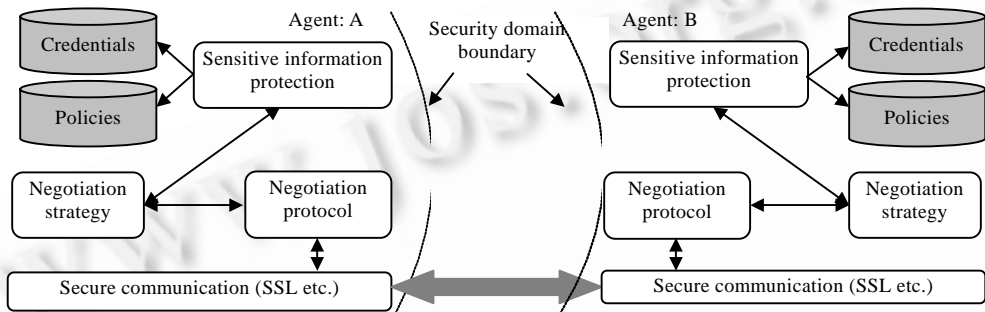 Agent: A
Security domain
boundary
Agent: B
Credentials
Policies
Sensitive information
protection
Sensitive information
protection
Credentials
Policies
Negotiation
strategy
Negotiation
protocol
Negotiation
protocol
Negotiation
strategy
Secure communication (SSL etc.)
Secure communication (SSL etc.)